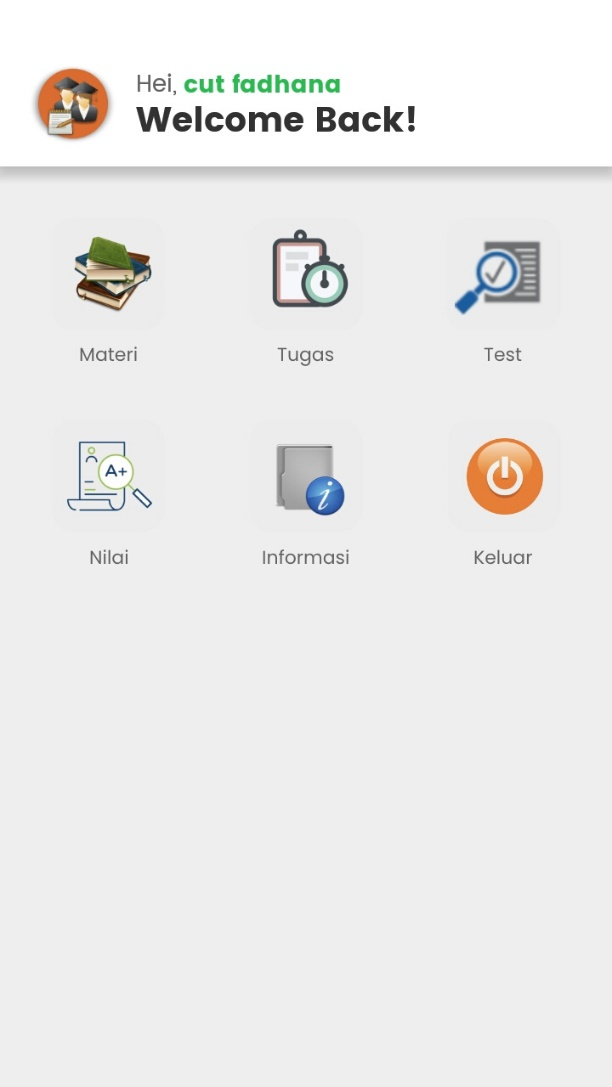 Hei, cut fadhana
Welcome Back!
Materi
Tugas
Test
A+
Nilai
Informasi
Keluar